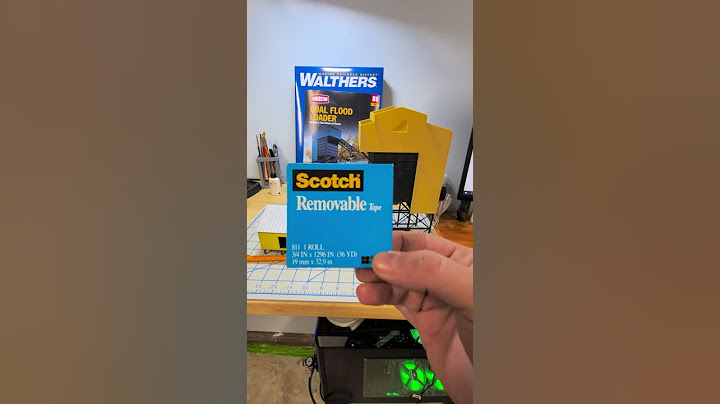 WALTHERS
COAL FLOOD
LOADER
Scotch
Removable Tape
811 1 ROLL
3/4 IN x 1296 IN (36 YD)
19 mm x 32,9 m